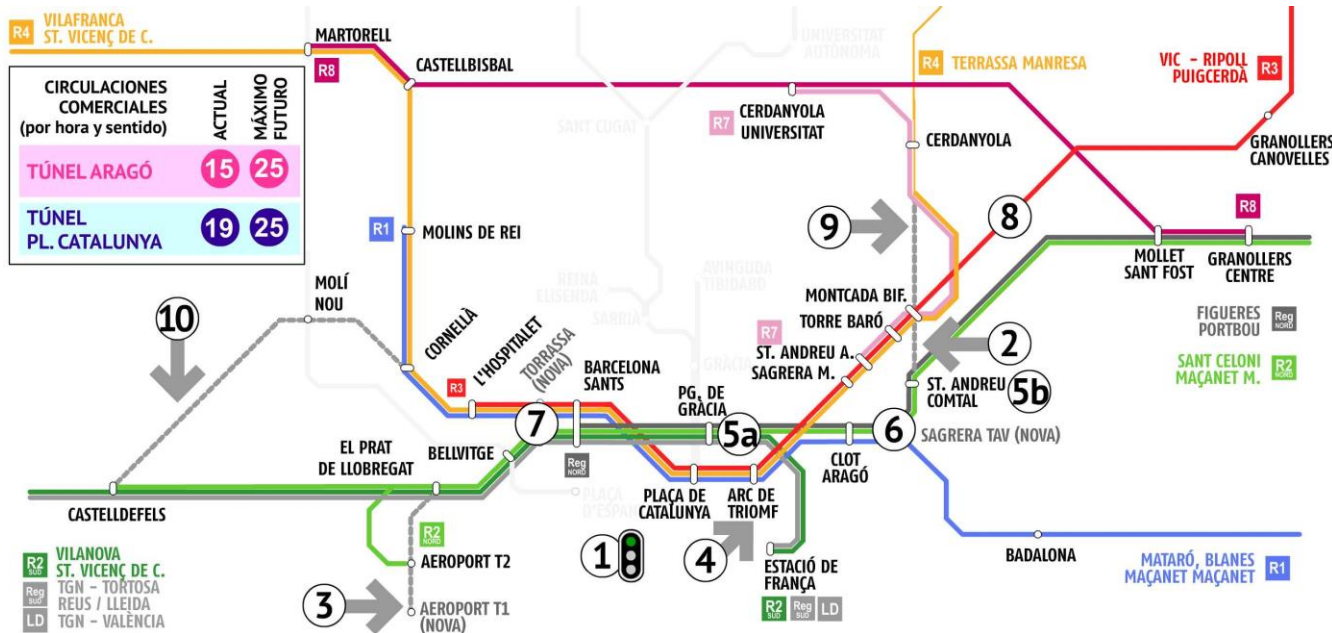 R4 VILAFRANCA
ST. VICENÇ DE C.
MARTORELL
R8
CASTELLBISBAL
UNIVERSITAT
AUTÒNOMA
R4 TERRASSA MANRESA
VIC - RIPOLL
PUIGCERDÀ R3
CIRCULACIONES
COMERCIALES
(por hora y sentido)
ACTUAL
MÁXIMO
FUTURO
TÚNEL ARAGÓ 15 25
TÚNEL
PL. CATALUNYA 19 25
SANT CUGAT
R7
CERDANYOLA
UNIVERSITAT
CERDANYOLA
GRANOLLERS
CANOVELLES
R1
MOLINS DE REI
9
8
R8
MOLLET
SANT FOST
GRANOLLERS
CENTRE
MOLÍ
NOU
10
REINA
ELISENDA
SARRIÀ
AVINGUDA
TIBIDABO
GRÀCIA
MONTCADA BIF.
TORRE BARÓ
R7
ST. ANDREU A.
SAGRERA M.
2
FIGUERES
PORTBOU Reg NORD
SANT CELONI
MAÇANET M. R2 NORD
CORNELLÀ
R3
L'HOSPITALET
TORRASSA
(NOVA)
BARCELONA
SANTS
PG. DE
GRÀCIA
5a
ST. ANDREU
COMTAL
5b
6
SAGRERA TAV (NOVA)
7
CLOT
ARAGÓ
EL PRAT
DE LLOBREGAT
BELLVITGE
Reg NORD
PLAÇA
D'ESPANYA
PLAÇA DE
CATALUNYA
ARC DE
TRIOMF
CASTELLDEFELS
R2 NORD
1
4
BADALONA
R2 SUD
VILANOVA
ST. VICENÇ DE C.
Reg SUD
TGN - TORTOSA
REUS / LLEIDA
LD
TGN - VALÈNCIA
AEROPORT T2
3
AEROPORT T1
(NOVA)
ESTACIÓ DE
FRANÇA
R2 SUD Reg SUD LD
MATARÓ, BLANES
MAÇANET MAÇANET R1